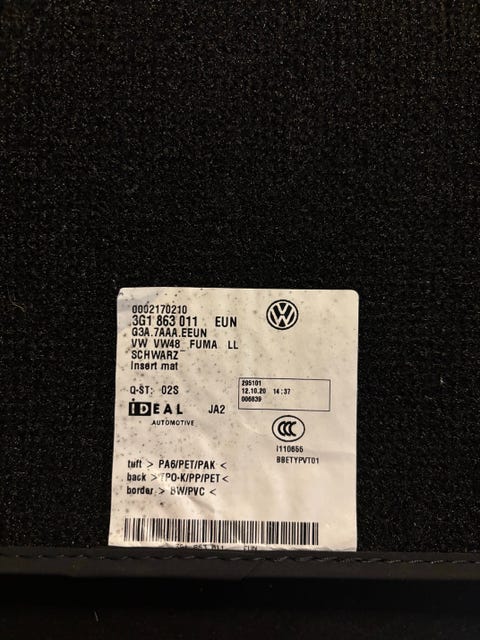 0002170210
3G1 863 011 EUN
G3A.7AAA.EEUN
VW VW48 FUMA LL
SCHWARZ
Insert mat
Q-ST: 02S
295101
12.10.20 14:37
006839
iDEAL JA2
AUTOMOTIVE
CCC
I110656
BBETYPVT01
tuft > PA6/PET/PAK <
back > TPO-K/PP/PET <
border > BW/PVC <